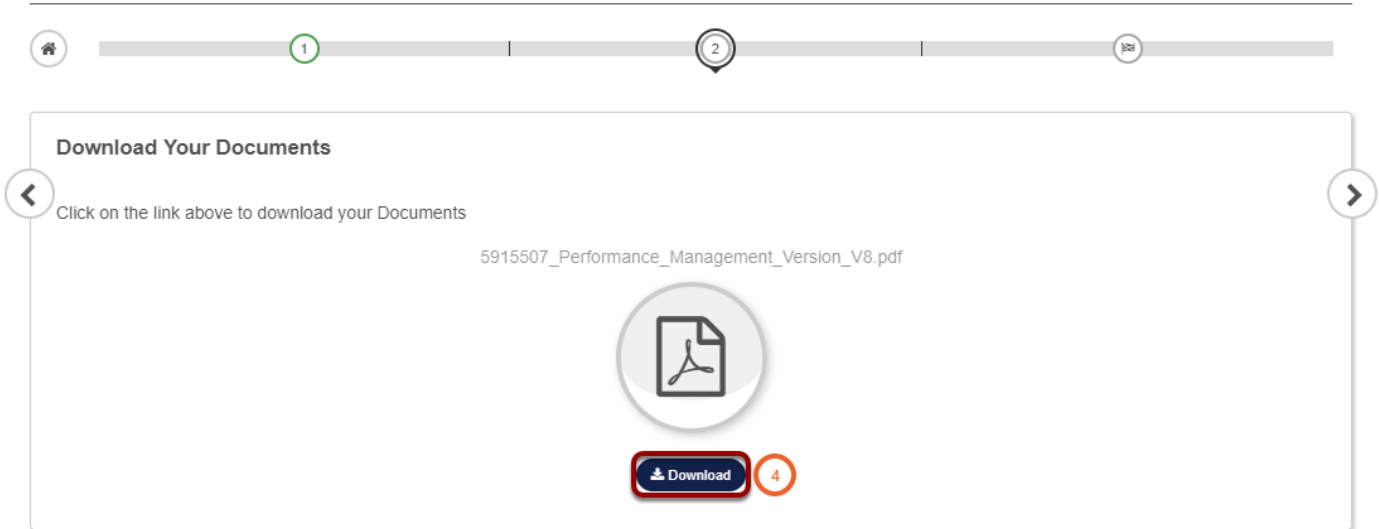 1
2
Download Your Documents
Click on the link above to download your Documents
5915507_Performance_Management_Version_V8.pdf
Download
4